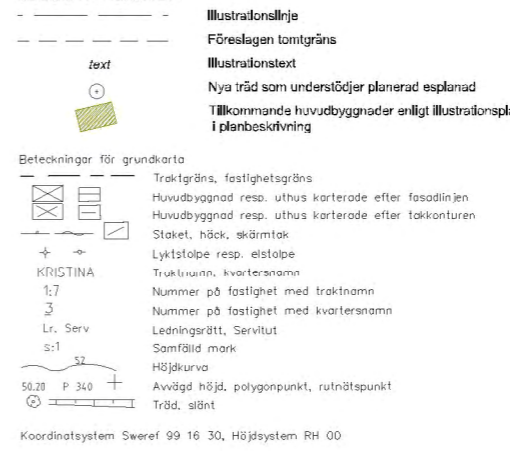 Illustrationslinje
Föreslagen tomtgräns
text Illustrationstext
Nya träd som understödjer planerad esplanad
Tillkommande huvudbyggnader enligt illustrationspla
i planbeskrivning
Beteckningar för grundkarta
Traktgräns, fastighetsgräns
Huvudbyggnad resp. uthus karterade efter fasadlinjen
Huvudbyggnad resp. uthus karterade efter takkonturen
Staket, häck, skärmtak
Lyktstolpe resp. elstolpe
KRISTINA Traktnamn, kvartersnamn
1:7 Nummer på fastighet med traktnamn
3 Nummer på fastighet med kvartersnamn
Lr, Serv Ledningsrätt, Servitut
s:1 Samfälld mark
52 Höjdkurva
50.20 P 340 Avvägd höjd, polygonpunkt, rutnätspunkt
Träd, slänt
Koordinatsystem Sweref 99 16 30, Höjdsystem RH 00